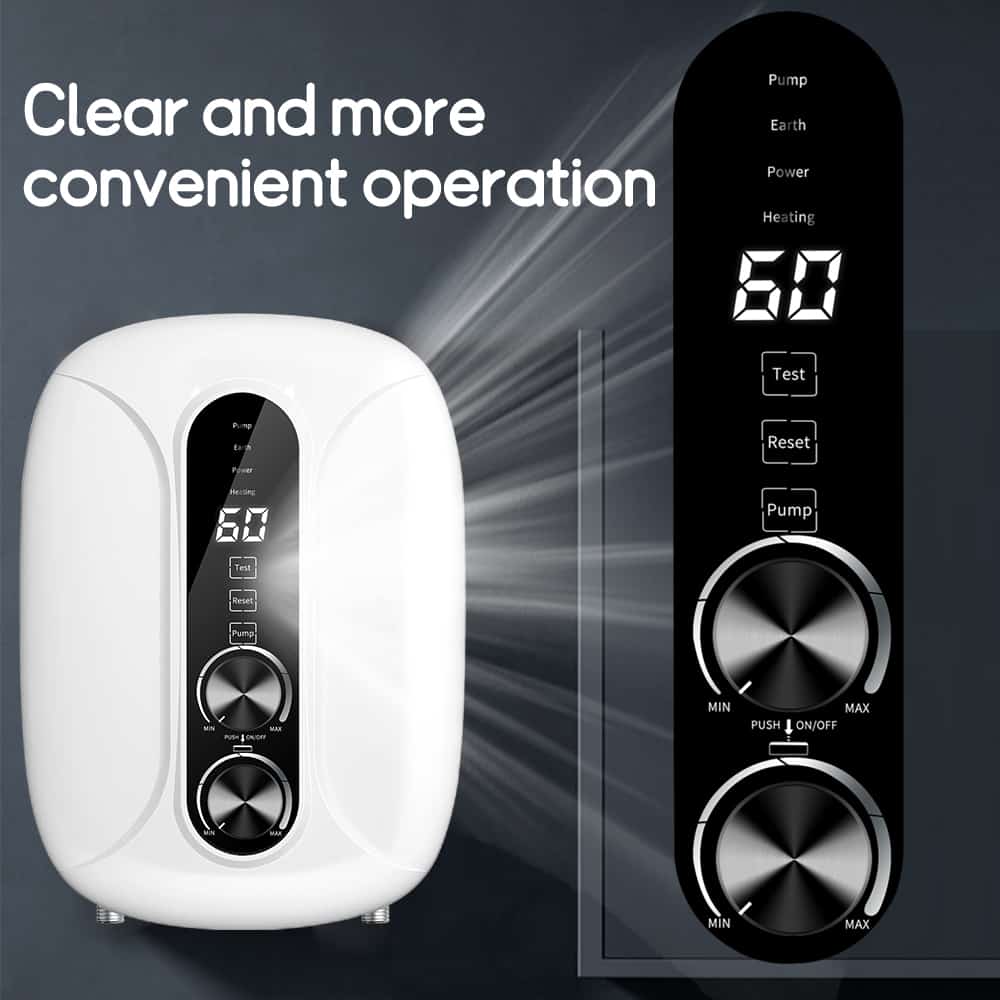 Clear and more
convenient operation
Pump
Earth
Power
Heating
60
Test
Reset
Pump
MIN
MAX
PUSH ON/OFF
MIN
MAX
Pump
Earth
Power
Heating
60
Test
Reset
Pump
MIN
MAX
PUSH ON/OFF
MIN
MAX